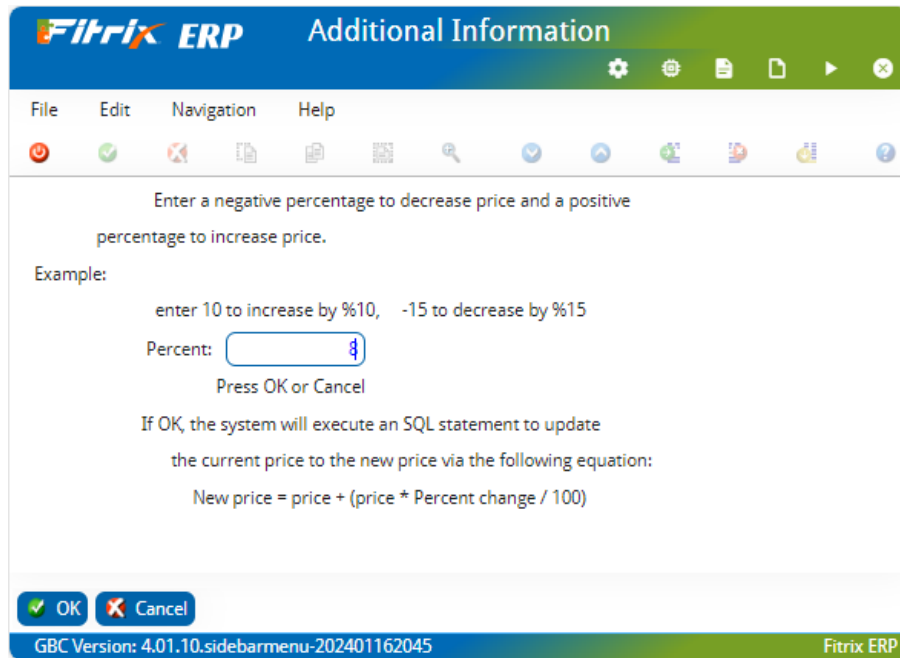 Fitrix ERP Additional Information
File Edit Navigation Help
Enter a negative percentage to decrease price and a positive
percentage to increase price.
Example:
enter 10 to increase by %10, -15 to decrease by %15
Percent: 8
Press OK or Cancel
If OK, the system will execute an SQL statement to update
the current price to the new price via the following equation:
New price = price + (price * Percent change / 100)
OK Cancel
GBC Version: 4.01.10.sidebarmenu-202401162045 Fitrix ERP